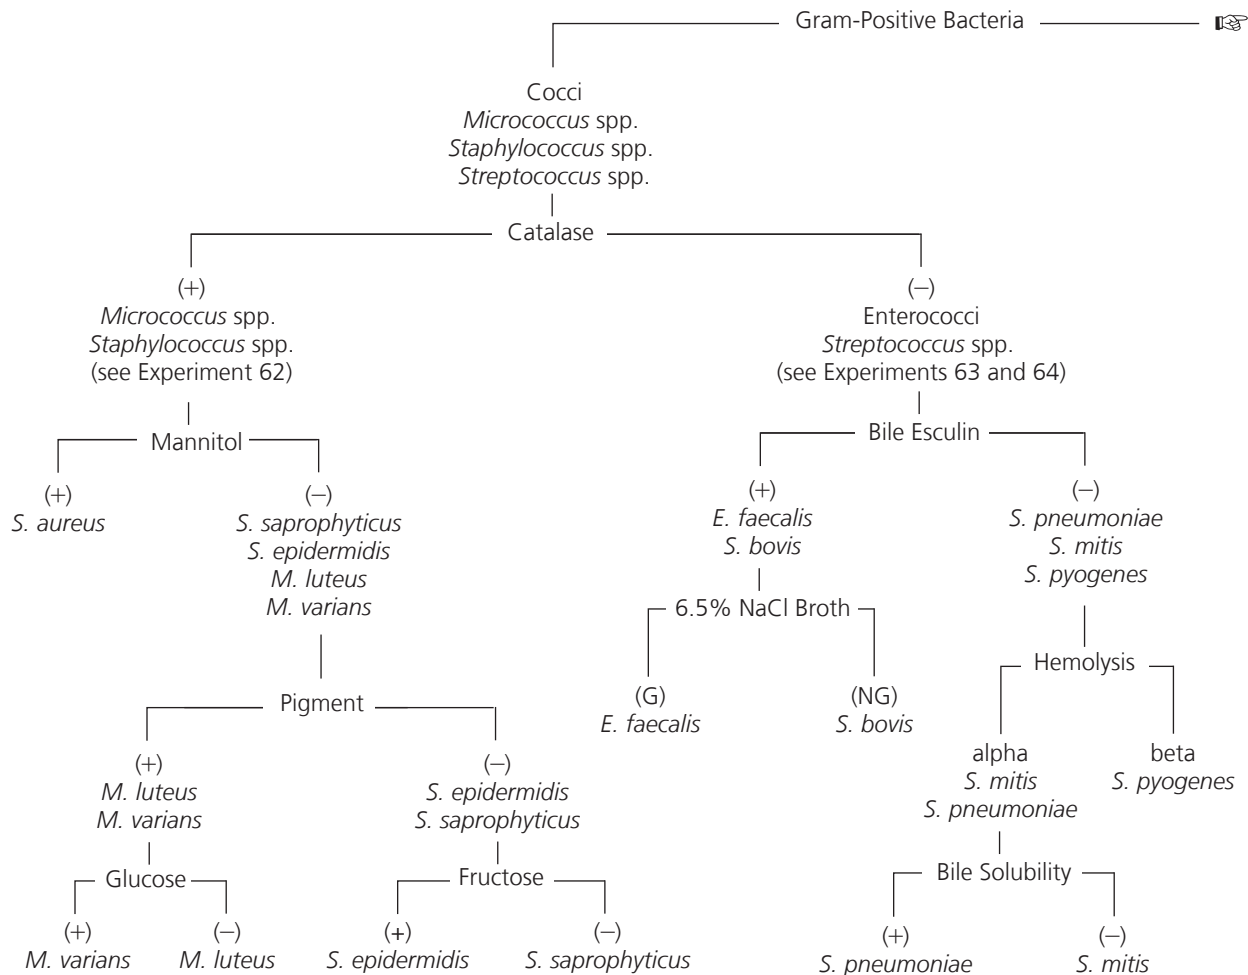 Gram-Positive Bacteria
Cocci
Micrococcus spp.
Staphylococcus spp.
Streptococcus spp.
Catalase
(+)
Micrococcus spp.
Staphylococcus spp.
(see Experiment 62)
(−)
Enterococci
Streptococcus spp.
(see Experiments 63 and 64)
Mannitol
Bile Esculin
(+)
S. aureus
(−)
S. saprophyticus
S. epidermidis
M. luteus
M. varians
(+)
E. faecalis
S. bovis
(−)
S. pneumoniae
S. mitis
S. pyogenes
6.5% NaCl Broth
Hemolysis
(G)
E. faecalis
(NG)
S. bovis
Pigment
alpha
S. mitis
S. pneumoniae
beta
S. pyogenes
(+)
M. luteus
M. varians
(−)
S. epidermidis
S. saprophyticus
Glucose
Fructose
Bile Solubility
(+)
M. varians
(−)
M. luteus
(+)
S. epidermidis
(−)
S. saprophyticus
(+)
S. pneumoniae
(−)
S. mitis